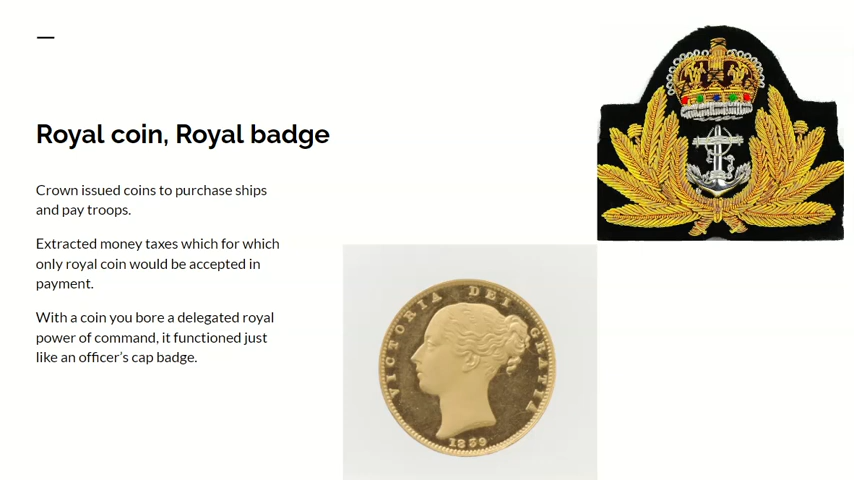 Royal coin, Royal badge
Crown issued coins to purchase ships
and pay troops.
Extracted money taxes which for which
only royal coin would be accepted in
payment.
With a coin you bore a delegated royal
power of command, it functioned just
like an officer's cap badge.
VICTORIA DEI GRATIA
1839